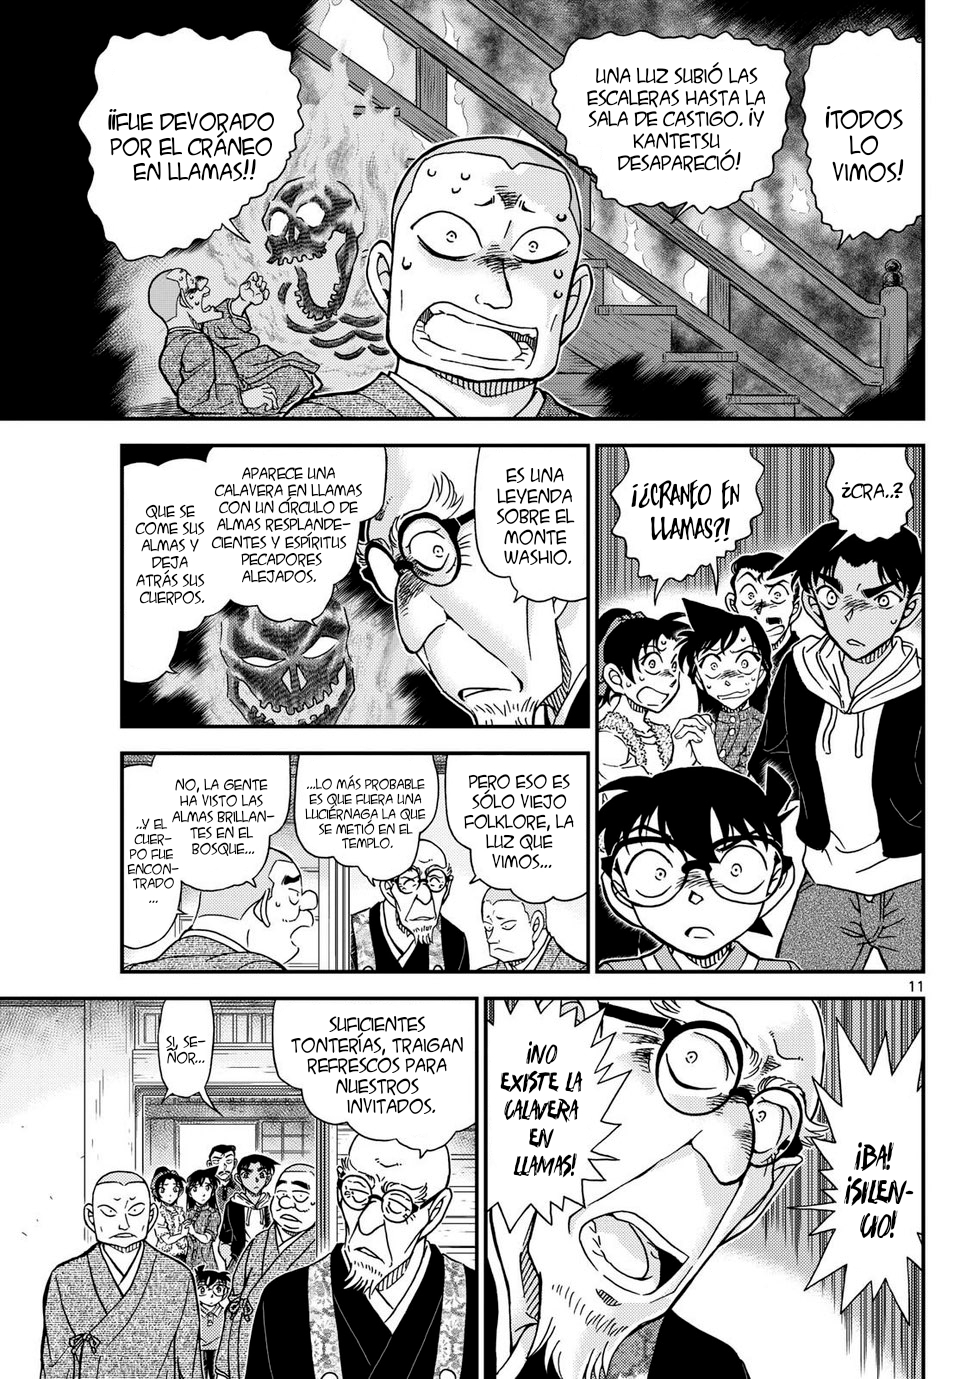 ¡TODOS
LO
VIMOS!
UNA LUZ SUBIÓ LAS
ESCALERAS HASTA LA
SALA DE CASTIGO. ¡Y
KANTETSU
DESAPARECIÓ!
¡¡FUE DEVORADO
POR EL CRÁNEO
EN LLAMAS!!
¿CRA..?
¡¿CRANEO EN
LLAMAS?!
ES UNA
LEYENDA
SOBRE EL
MONTE
WASHIO.
APARECE UNA
CALAVERA EN LLAMAS
CON UN CÍRCULO DE
ALMAS RESPLANDE-
CIENTES Y ESPÍRITUS
PECADORES
ALEJADOS.
QUE SE
COME SUS
ALMAS Y
DEJA
ATRÁS SUS
CUERPOS.
PERO ESO ES
SÓLO VIEJO
FOLKLORE, LA
LUZ QUE
VIMOS...
...LO MÁS PROBABLE
ES QUE FUERA UNA
LUCIÉRNAGA LA QUE
SE METIÓ EN EL
TEMPLO.
NO, LA GENTE
HA VISTO LAS
ALMAS BRILLAN-
TES EN EL
BOSQUE...
..Y EL
CUER-
PO FUE
ENCON-
TRADO
...
11
¡BA!
¡SILEN-
CIO!
¡NO
EXISTE LA
CALAVERA
EN
LLAMAS!
SUFICIENTES
TONTERÍAS, TRAIGAN
REFRESCOS PARA
NUESTROS
INVITADOS.
SI, SE-
ÑOR...